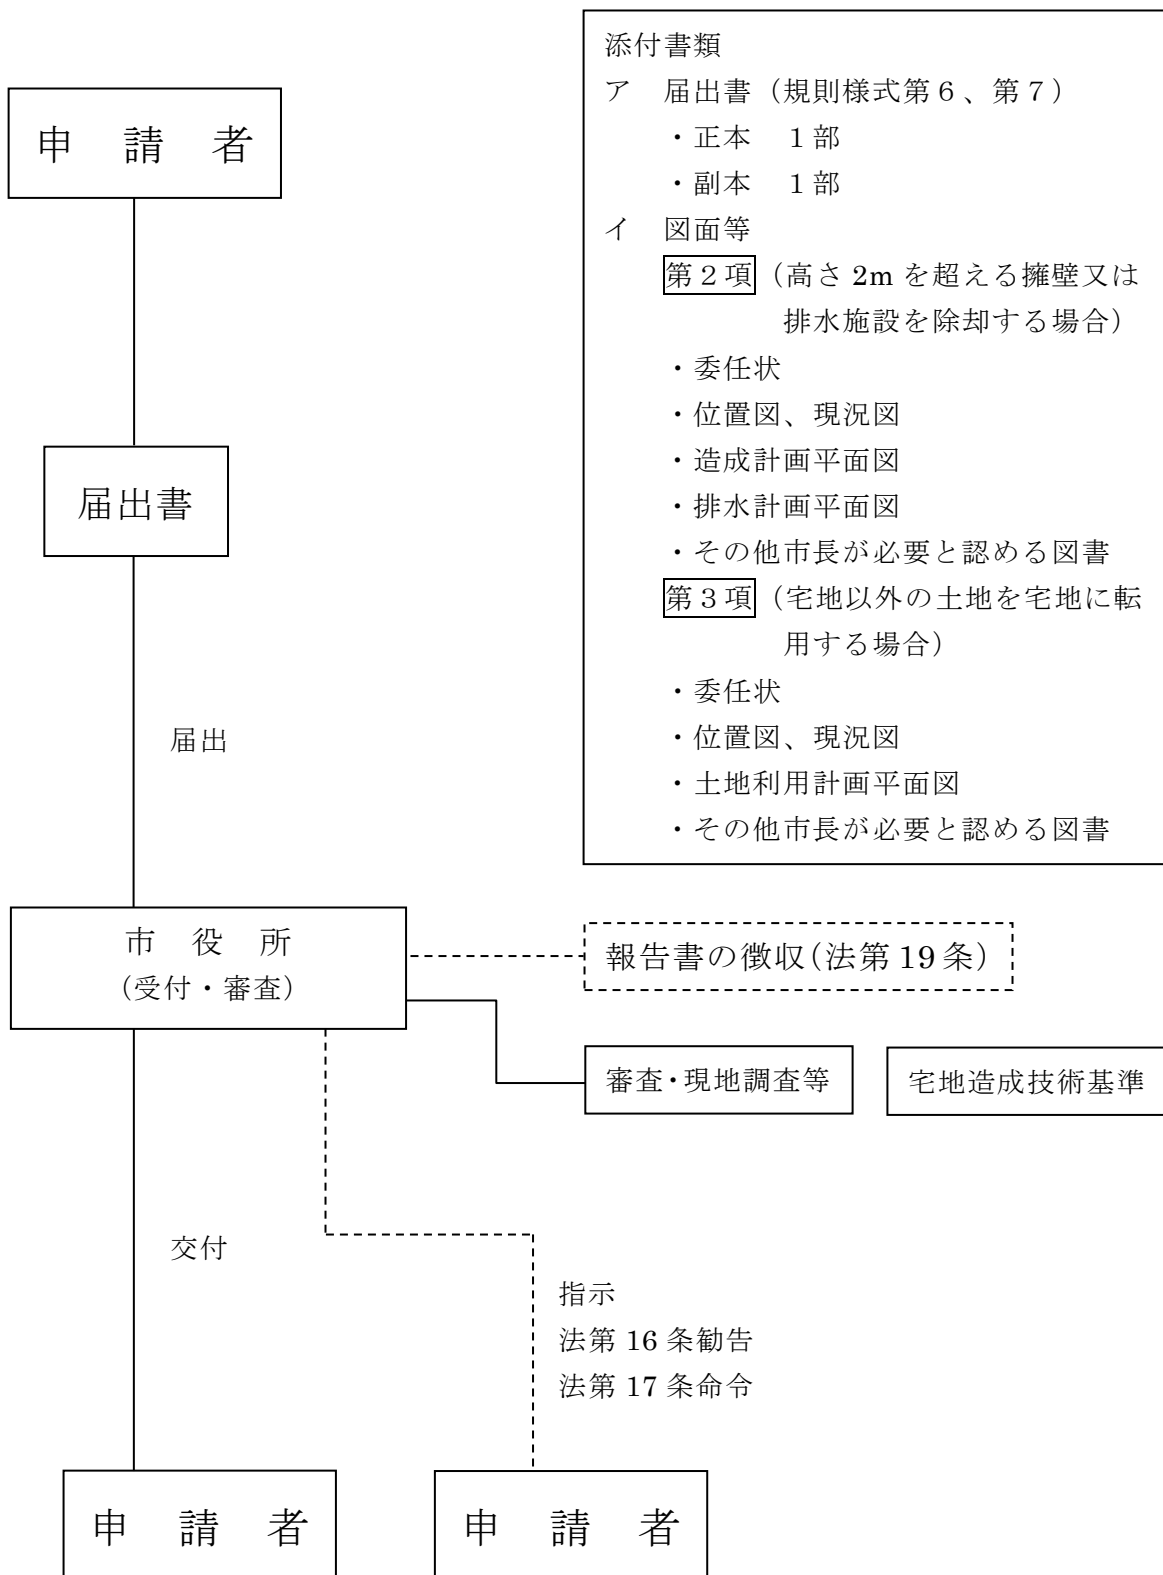 申　請　者
届出書
届出
添付書類
ア　届出書（規則様式第６、第７）
・正本　１部
・副本　１部
イ　図面等
第２項（高さ 2m を超える擁壁又は
排水施設を除却する場合）
・委任状
・位置図、現況図
・造成計画平面図
・排水計画平面図
・その他市長が必要と認める図書
第３項（宅地以外の土地を宅地に転
用する場合）
・委任状
・位置図、現況図
・土地利用計画平面図
・その他市長が必要と認める図書
市　役　所
（受付・審査）
報告書の徴収（法第 19 条）
審査・現地調査等
宅地造成技術基準
交付
指示
法第 16 条勧告
法第 17 条命令
申　請　者
申　請　者